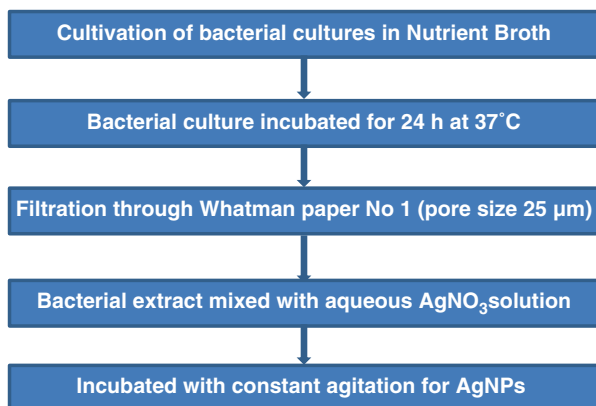 Cultivation of bacterial cultures in Nutrient Broth
Bacterial culture incubated for 24 h at 37˚C
Filtration through Whatman paper No 1 (pore size 25 µm)
Bacterial extract mixed with aqueous AgNO₃solution
Incubated with constant agitation for AgNPs